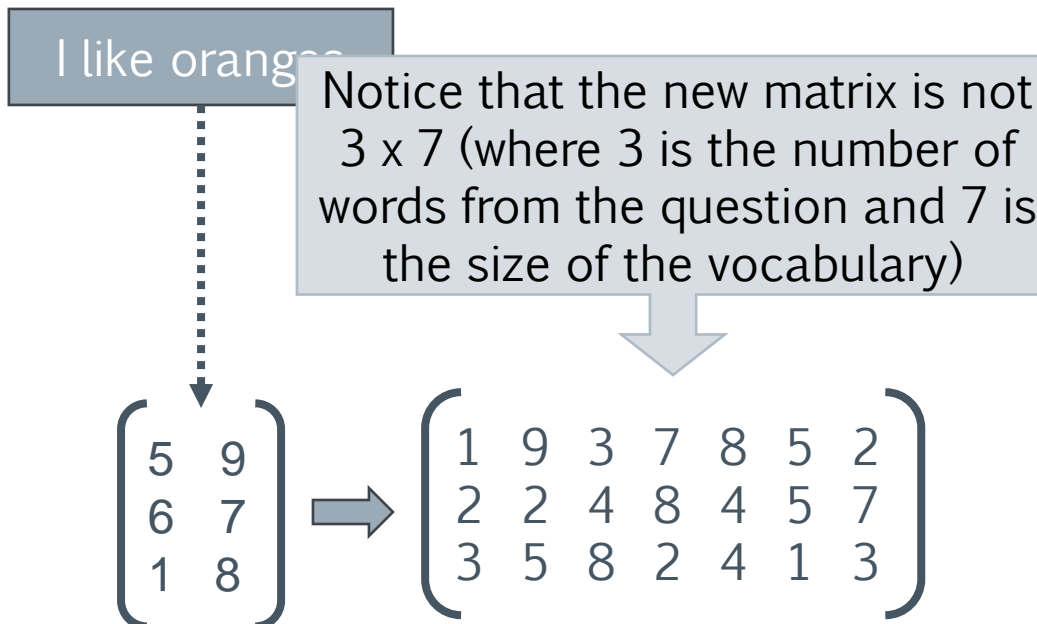 I like oranges
Notice that the new matrix is not
3 x 7 (where 3 is the number of
words from the question and 7 is
the size of the vocabulary)
5 9
6 7
1 8
1 9 3 7 8 5 2
2 2 4 8 4 5 7
3 5 8 2 4 1 3